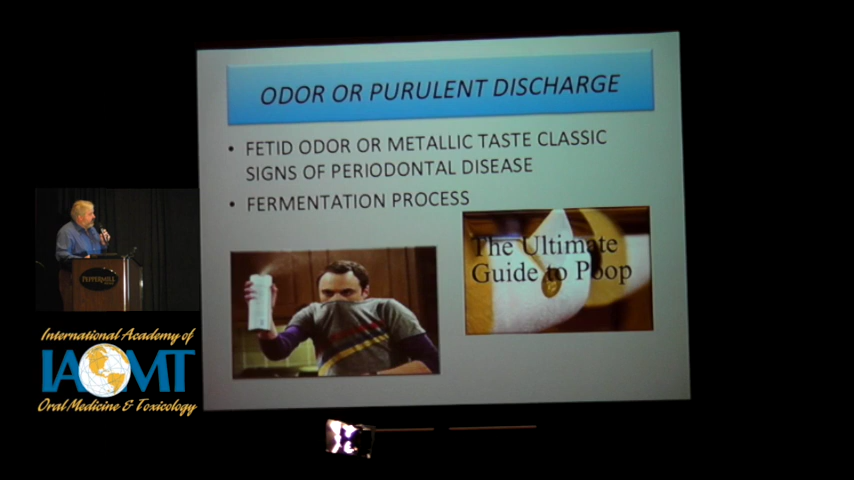 ODOR OR PURULENT DISCHARGE
• FETID ODOR OR METALLIC TASTE CLASSIC
SIGNS OF PERIODONTAL DISEASE
• FERMENTATION PROCESS
The Ultimate
Guide to Poop
PEPPERMILL
International Academy of
IAOMT
Oral Medicine & Toxicology